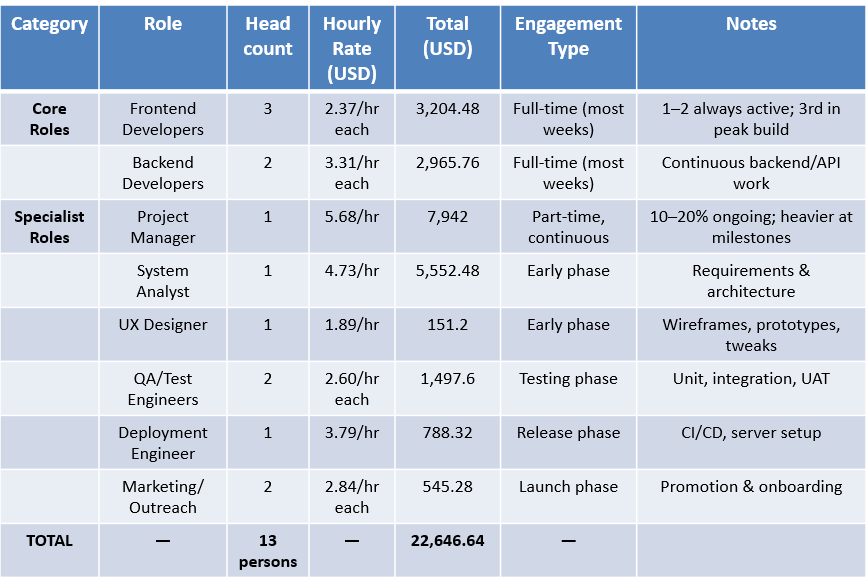 Category Role Head Hourly Total Engagement Notes
count Rate (USD) Type
(USD)
Core Frontend 3 2.37/hr 3,204.48 Full-time (most 1–2 always active; 3rd in
Roles Developers each weeks) peak build
Backend 2 3.31/hr 2,965.76 Full-time (most Continuous backend/API
Developers each weeks) work
Specialist Project 1 5.68/hr 7,942 Part-time, 10–20% ongoing; heavier at
Roles Manager continuous milestones
System 1 4.73/hr 5,552.48 Early phase Requirements &
Analyst architecture
UX Designer 1 1.89/hr 151.2 Early phase Wireframes, prototypes,
tweaks
QA/Test 2 2.60/hr 1,497.6 Testing phase Unit, integration, UAT
Engineers each
Deployment 1 3.79/hr 788.32 Release phase CI/CD, server setup
Engineer
Marketing/ 2 2.84/hr 545.28 Launch phase Promotion & onboarding
Outreach each
TOTAL — 13 — 22,646.64 —
persons